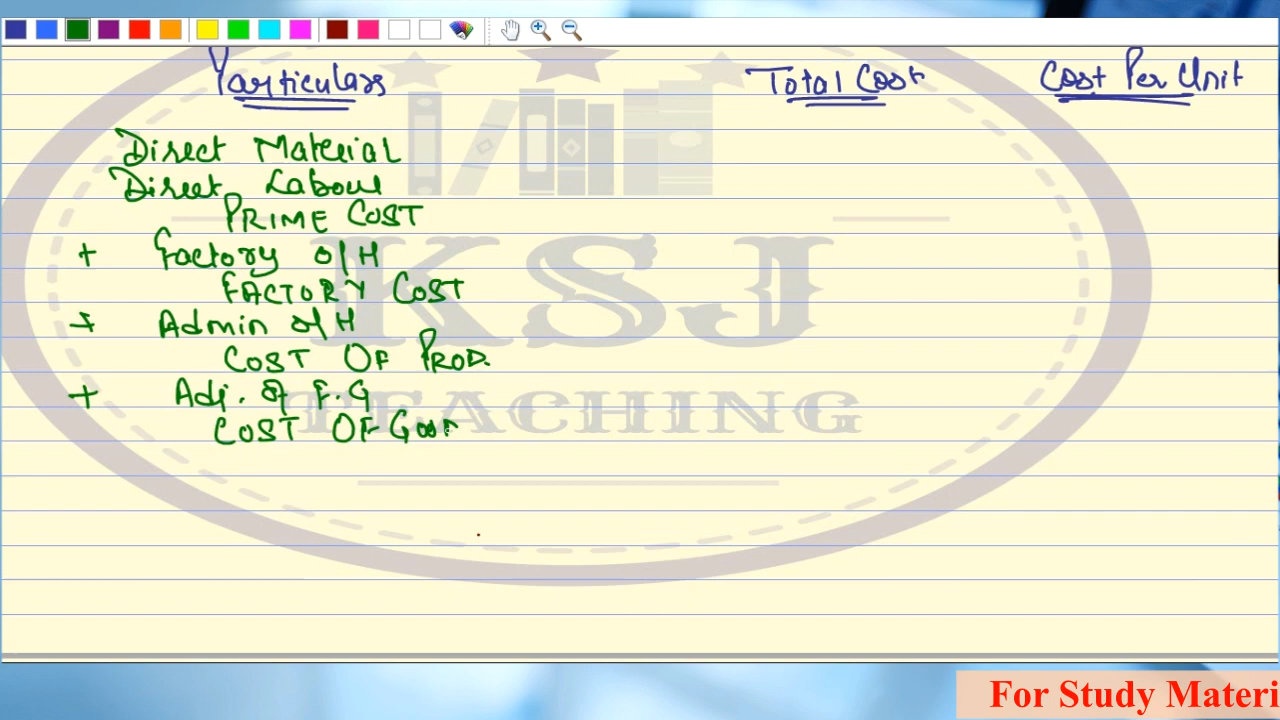 Particulars Total Cost Cost Per Unit
Direct Material
Direct Labour
PRIME COST
+ Factory O/H
FACTORY COST
+ Admin O/H
COST OF PROD.
+ Adj. of F.G
COST OF
KSJ
TEACHING
For Study Materi